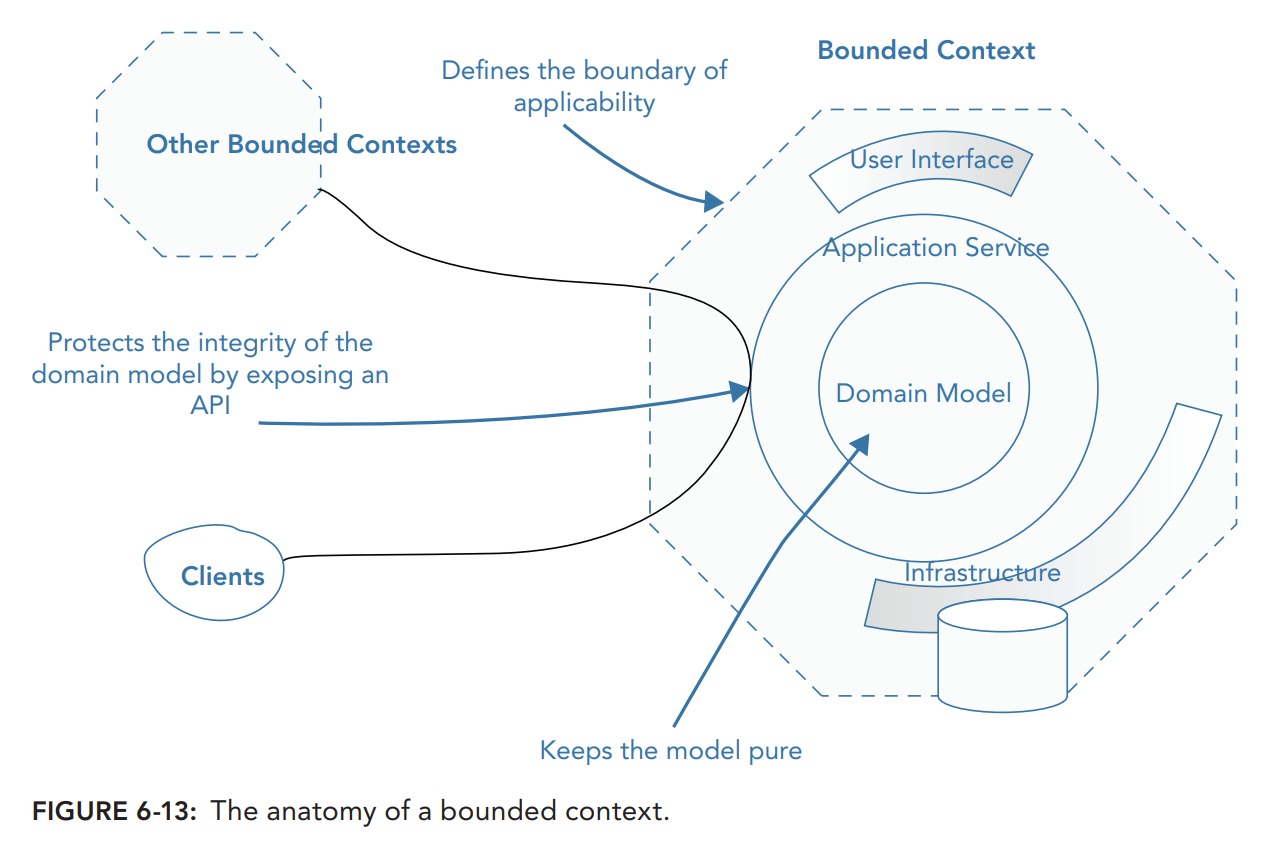 Bounded Context
Defines the boundary of
applicability
Other Bounded Contexts
User Interface
Application Service
Protects the integrity of the
domain model by exposing an
API
Domain Model
Clients
Infrastructure
Keeps the model pure
FIGURE 6-13: The anatomy of a bounded context.